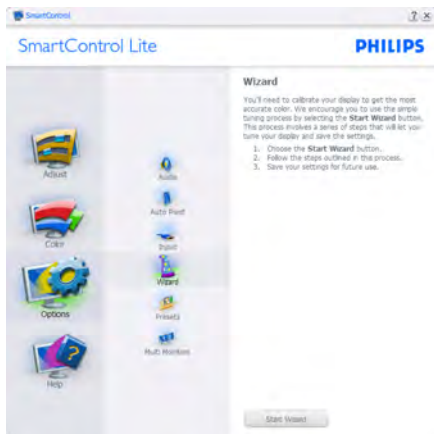 SmartControl
? X
SmartControl Lite
PHILIPS
Wizard
You'll need to calibrate your display to get the most
accurate color. We encourage you to use the simple
tuning process by selecting the Start Wizard button.
This process involves a series of steps that will let you
tune your display and save the settings.
1. Choose the Start Wizard button.
2. Follow the steps outlined in this process.
3. Save your settings for future use.
Adjust
Color
Options
Help
Audio
Auto Pivot
Input
Wizard
Presets
Multi Monitors
Start Wizard